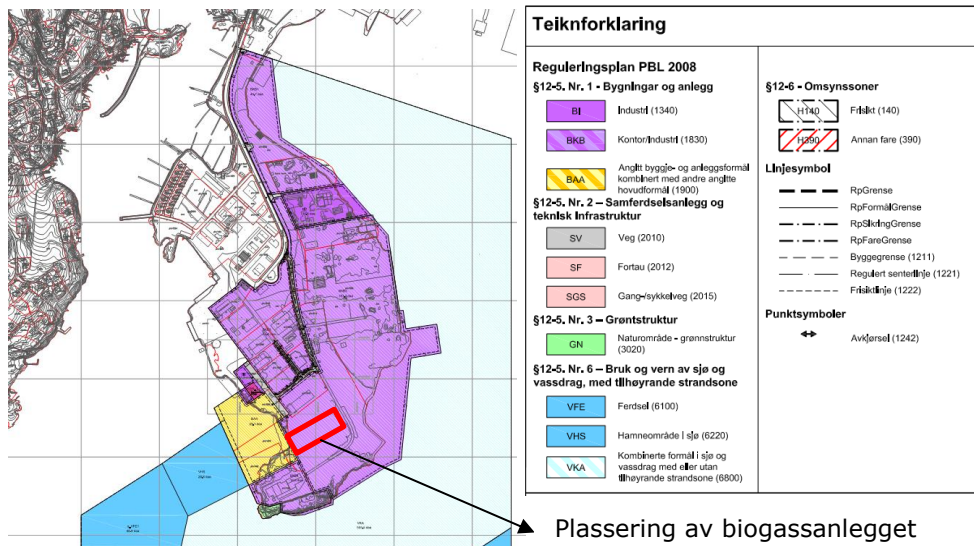 Teiknforklaring
Reguleringsplan PBL 2008
§12-5. Nr. 1 - Bygningar og anlegg
BI
Industri (1340)
BKB
Kontor/industri (1830)
BAA
Angitt byggje- og anleggsformål
kombinert med andre angitte
hovudformål (1900)
§12-5. Nr. 2 – Samferdselsanlegg og
teknisk infrastruktur
SV
Veg (2010)
SF
Fortau (2012)
SGS
Gang-/sykkelveg (2015)
§12-5. Nr. 3 – Grøntstruktur
GN
Naturområde - grønnstruktur
(3020)
§12-5. Nr. 6 – Bruk og vern av sjø og
vassdrag, med tilhøyrande strandsone
VFE
Ferdsel (6100)
VHS
Hamneområde i sjø (6220)
VKA
Kombinerte formål i sjø og
vassdrag med eller utan
tilhøyrande strandsone (6800)
§12-6 - Omsynssoner
H140
Frisikt (140)
H390
Annan fare (390)
Linjesymbol
RpGrense
RpFormålGrense
RpSikringGrense
RpFareGrense
Byggegrense (1211)
Regulert senterlinje (1221)
Frisiktlinje (1222)
Punktsymboler
Avkjørsel (1242)
Plassering av biogassanlegget